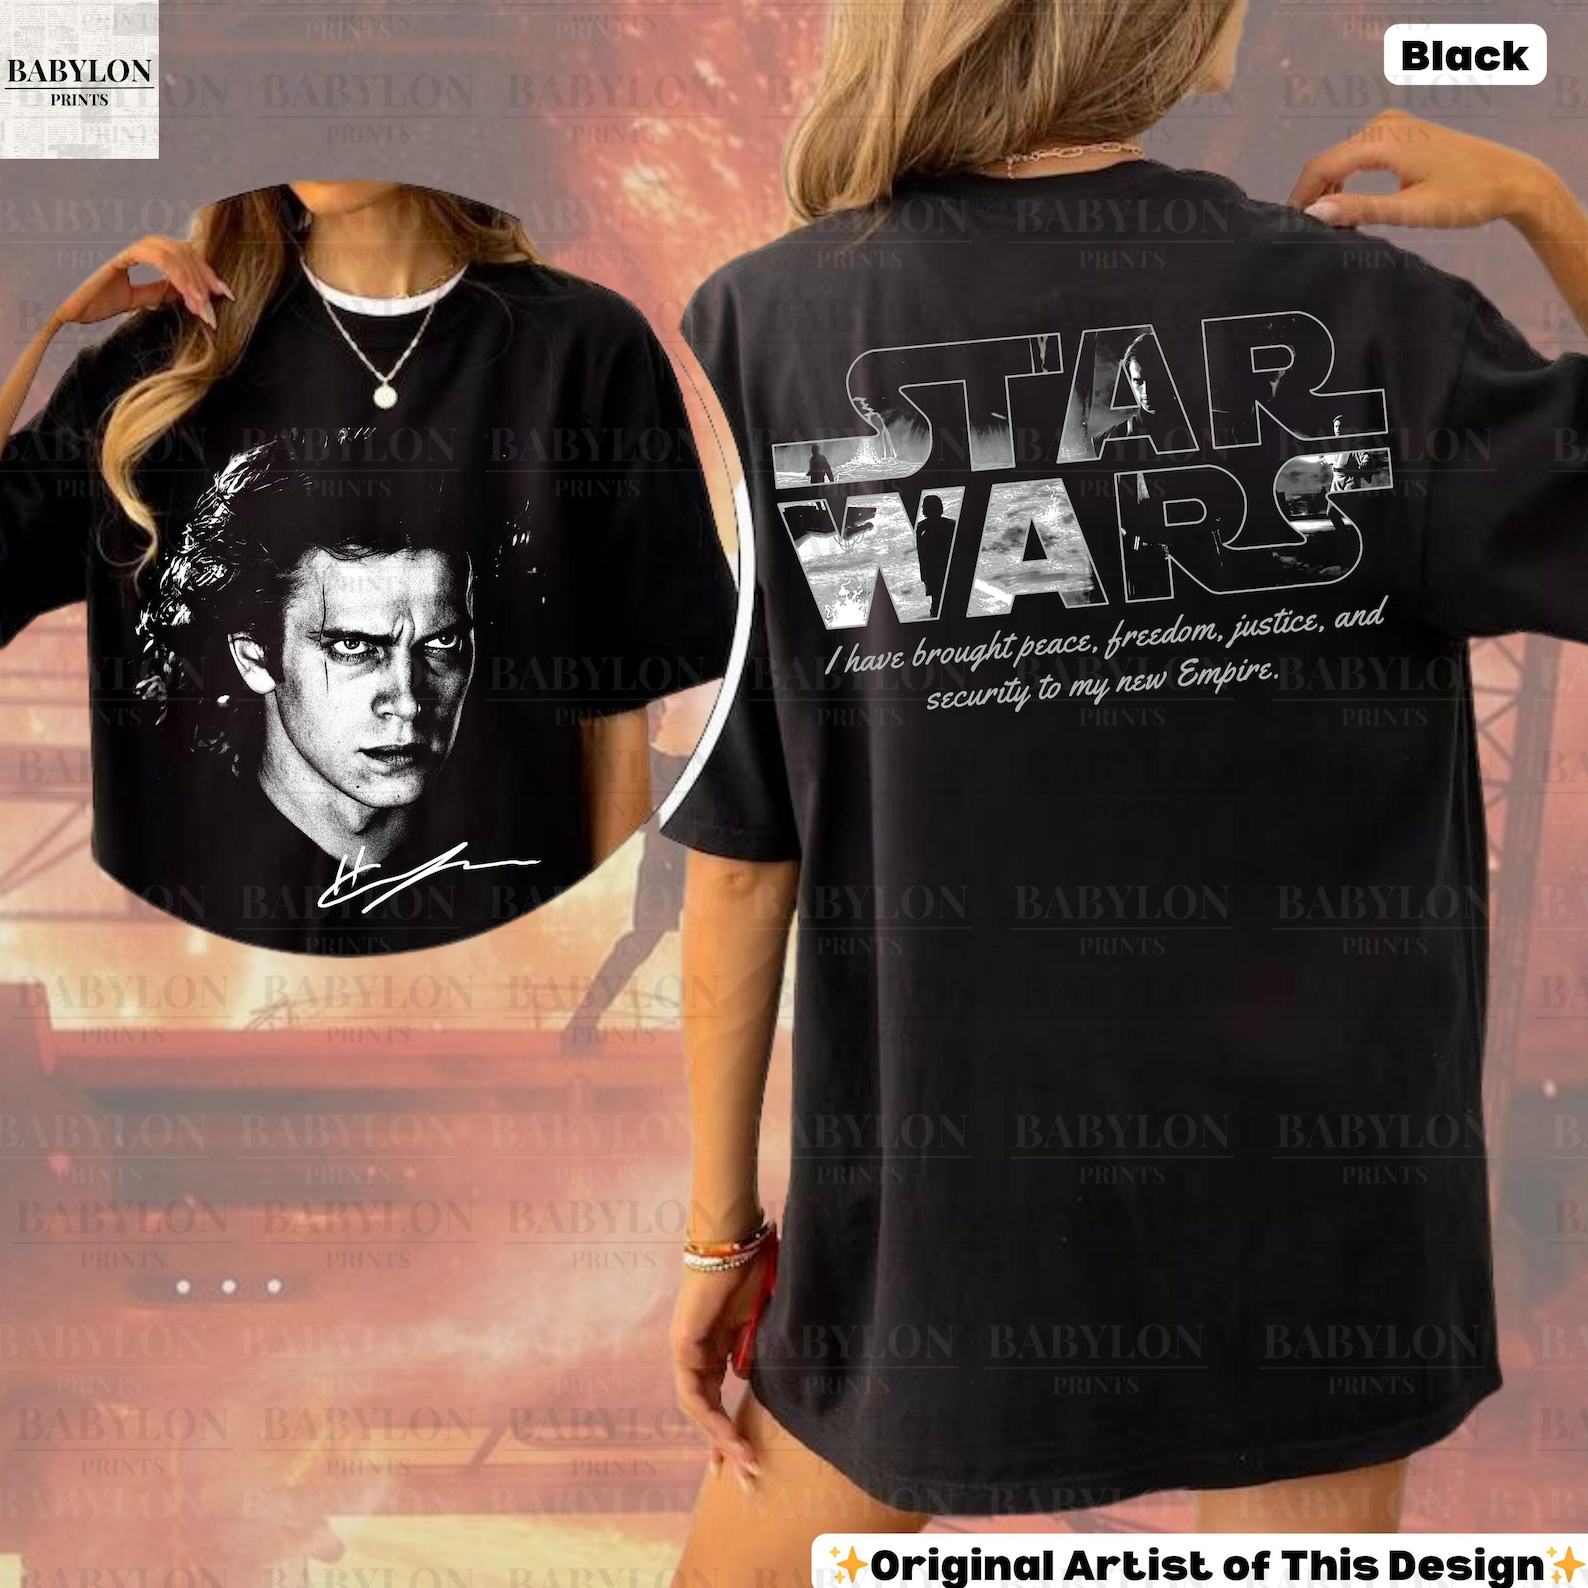 BABYLON
PRINTS
Black
STAR
WARS
I have brought peace, freedom, justice, and
security to my new Empire.
✨Original Artist of This Design✨